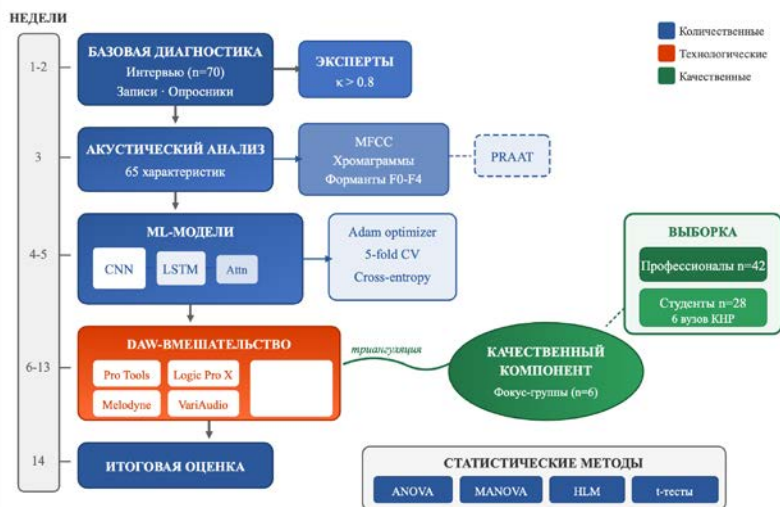 НЕДЕЛИ
Количественные
Технологические
Качественные
1-2
БАЗОВАЯ ДИАГНОСТИКА
Интервью (n=70)
Записи · Опросники
ЭКСПЕРТЫ
κ > 0.8
3
АКУСТИЧЕСКИЙ АНАЛИЗ
65 характеристик
MFCC
Хромаграммы
Форманты F0-F4
PRAAT
4-5
ML-МОДЕЛИ
CNN
LSTM
Attn
Adam optimizer
5-fold CV
Cross-entropy
ВЫБОРКА
Профессионалы n=42
Студенты n=28
6 вузов КНР
6-13
DAW-ВМЕШАТЕЛЬСТВО
Pro Tools
Logic Pro X
Melodyne
VariAudio
триангуляция
КАЧЕСТВЕННЫЙ
КОМПОНЕНТ
Фокус-группы (n=6)
14
ИТОГОВАЯ ОЦЕНКА
СТАТИСТИЧЕСКИЕ МЕТОДЫ
ANOVA
MANOVA
HLM
t-тесты